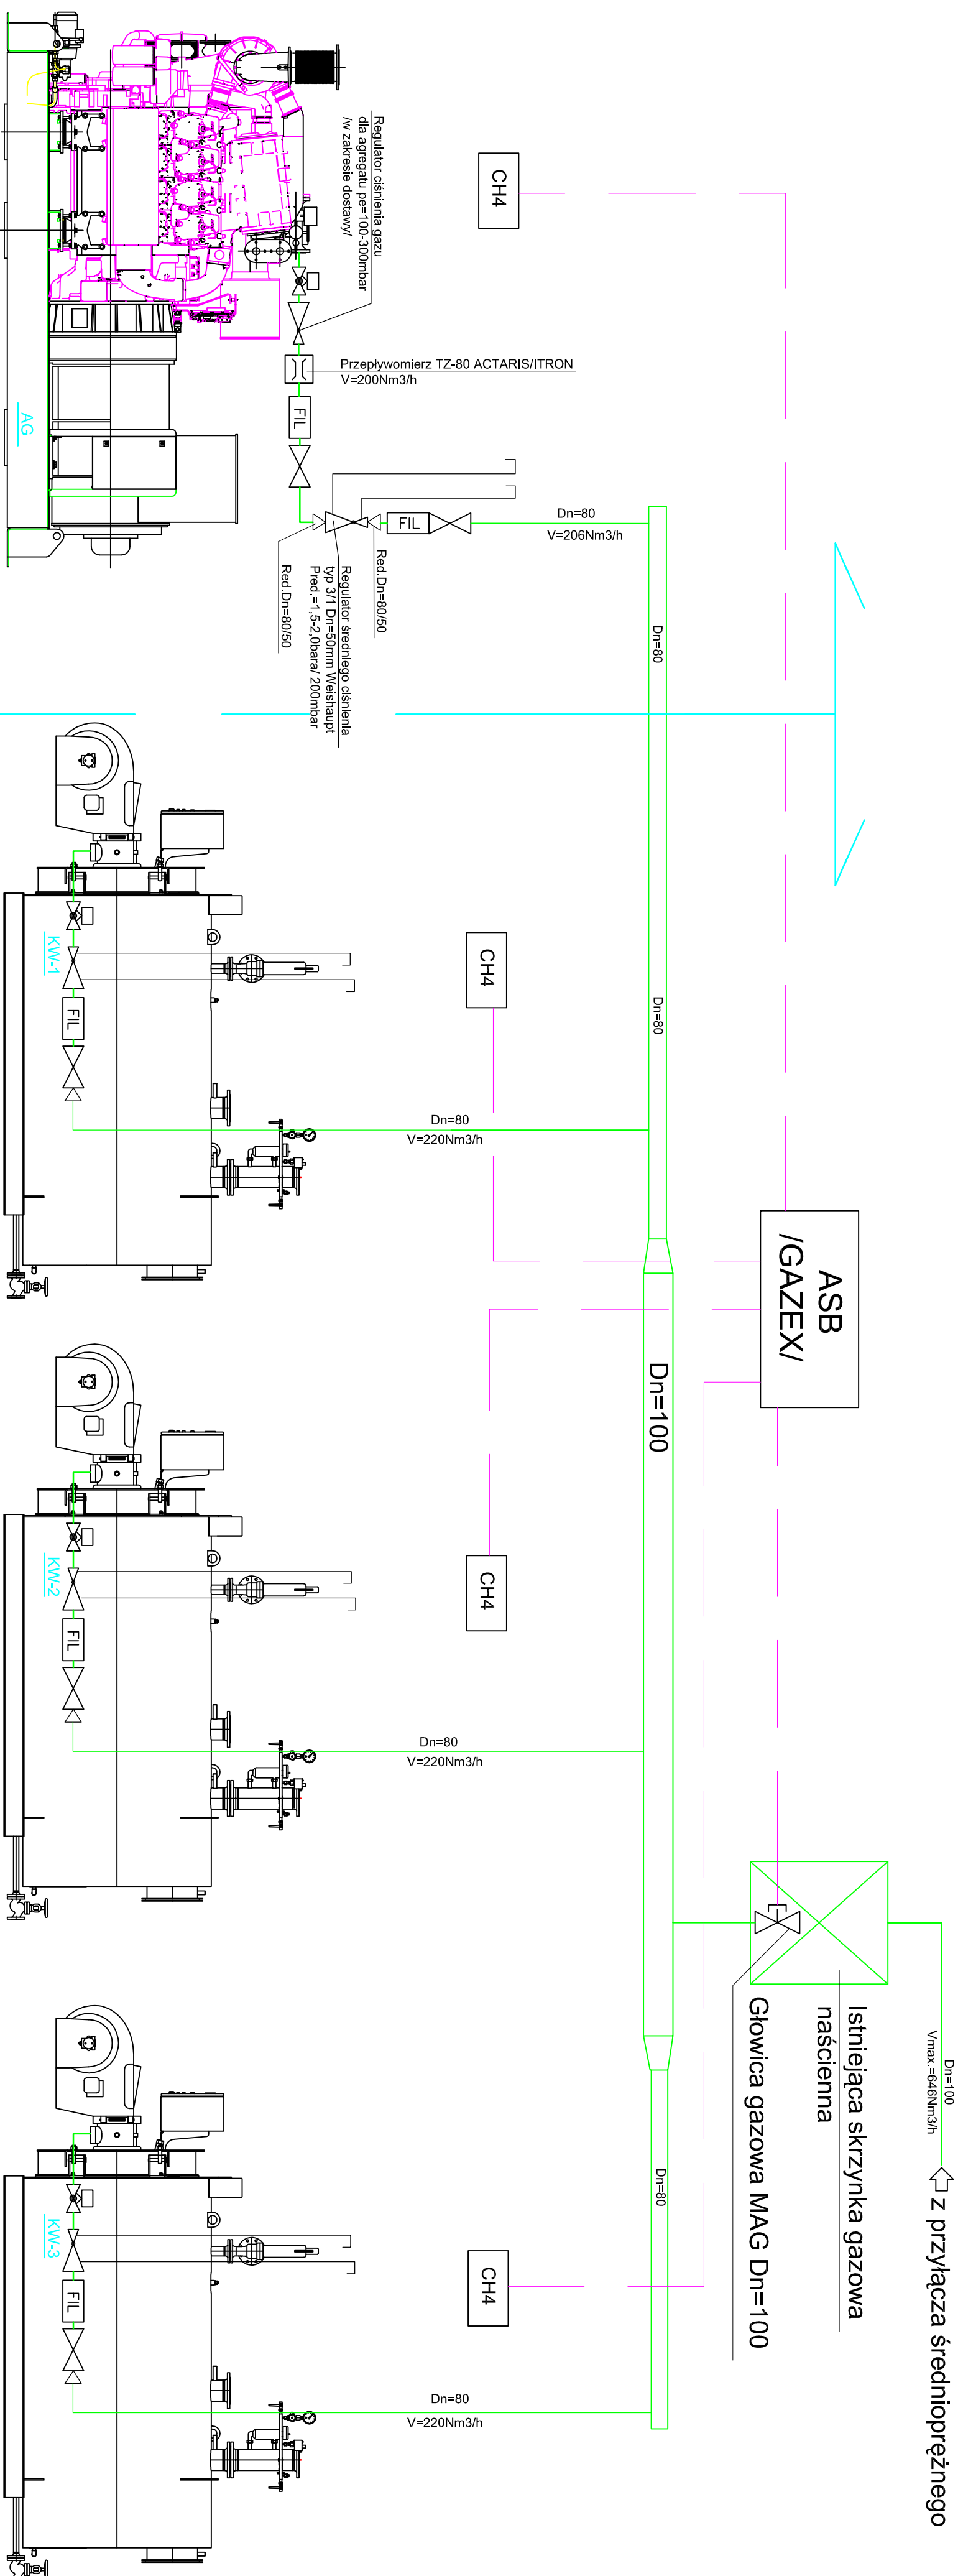 Regulator ciśnienia gazu
dla agregatu pe=100-300mbar
/w zakresie dostawy/
CH4
Przepływomierz TZ-80 ACTARIS/ITRON
V=200Nm3/h
FIL
AG
FIL
Dn=80
V=206Nm3/h
Red.Dn=80/50
Regulator średniego ciśnienia
typ 3/1 Dn=50mm Weishaupt
Pred.=1,5-2,0bara/ 200mbar
Red.Dn=80/50
Dn=80
KW-1
FIL
CH4
Dn=80
Dn=80
V=220Nm3/h
ASB
/GAZEX/
Dn=100
KW-2
FIL
CH4
Dn=80
V=220Nm3/h
Dn=100
Vmax.=646Nm3/h
z przyłącza średnioprężnego
Istniejąca skrzynka gazowa
naścienna
Głowica gazowa MAG Dn=100
Dn=80
KW-3
FIL
CH4
Dn=80
V=220Nm3/h